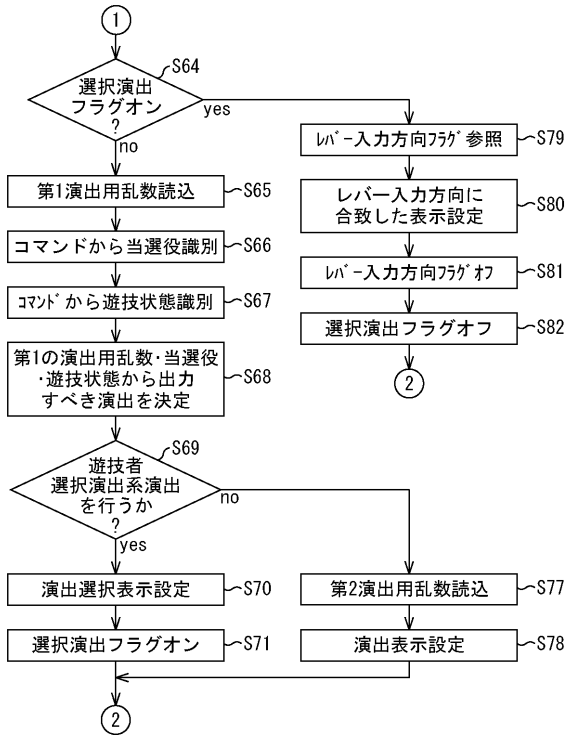 1
選択演出
フラグオン
?
S64
yes
no
第1演出用乱数読込
S65
コマンドから当選役識別
S66
コマンドから遊技状態識別
S67
第1の演出用乱数・当選役
・遊技状態から出力
すべき演出を決定
S68
遊技者
選択演出系演出
を行うか
?
S69
no
yes
演出選択表示設定
S70
選択演出フラグオン
S71
2
レバー入力方向フラグ参照
S79
レバー入力方向に
合致した表示設定
S80
レバー入力方向フラグオフ
S81
選択演出フラグオフ
S82
2
第2演出用乱数読込
S77
演出表示設定
S78